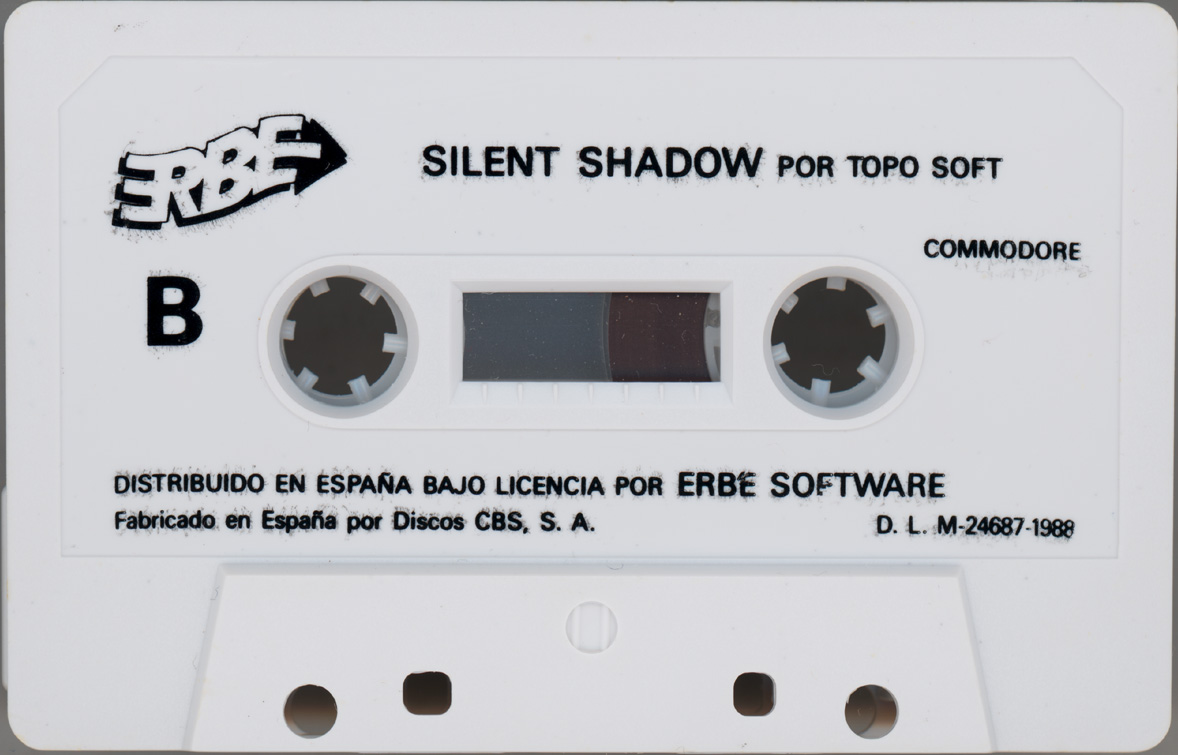 ERBE
SILENT SHADOW POR TOPO SOFT
COMMODORE
B
DISTRIBUIDO EN ESPAÑA BAJO LICENCIA POR ERBE SOFTWARE
Fabricado en España por Discos CBS, S. A.
D. L. M-24687-1988